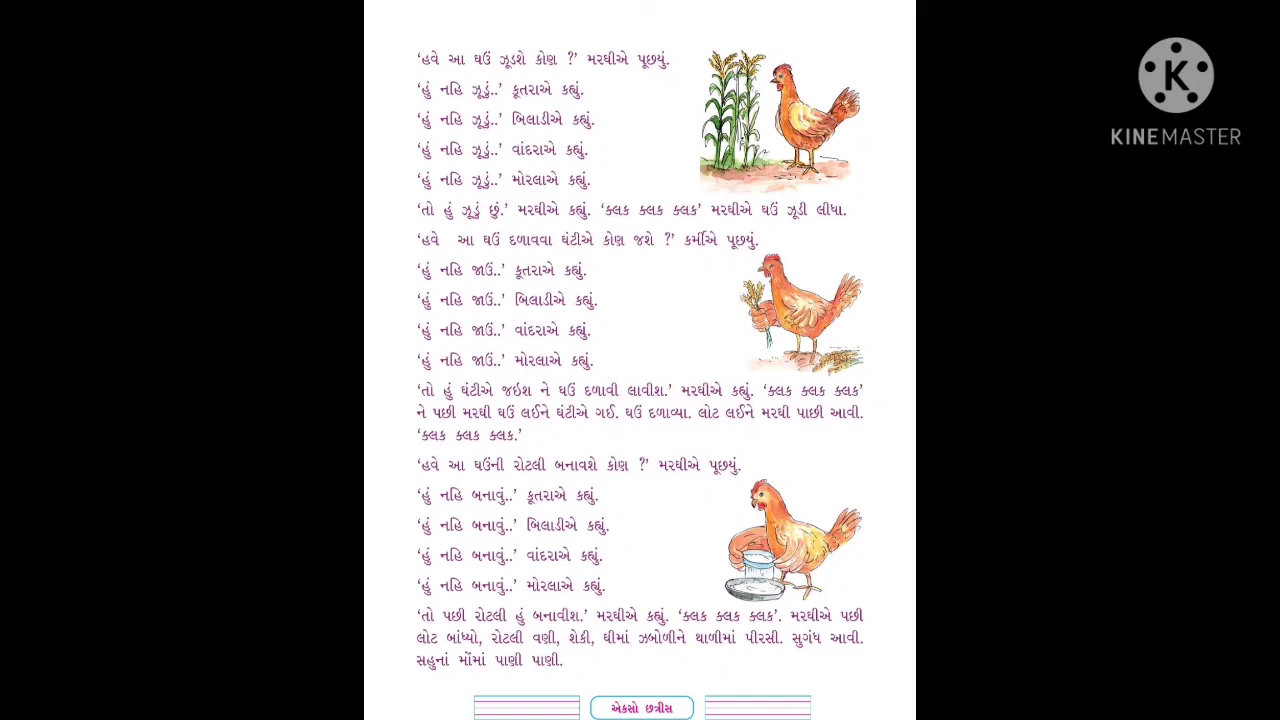 ‘હવે આ ઘઉં ઝૂડશે કોણ ?’ મરઘીએ પૂછયું.
‘હું નહિ ઝૂડું..’ કૂતરાએ કહ્યું.
‘હું નહિ ઝૂડું..’ બિલાડીએ કહ્યું.
‘હું નહિ ઝૂડું..’ વાંદરાએ કહ્યું.
‘હું નહિ ઝૂડું..’ મોરલાએ કહ્યું.
‘તો હું ઝૂડું છું.’ મરઘીએ કહ્યું. ‘ક્લક ક્લક ક્લક’ મરઘીએ ઘઉં ઝૂડી લીધા.
‘હવે આ ઘઉં દળાવવા ઘંટીએ કોણ જશે ?’ કર્મીએ પૂછયું.
‘હું નહિ જાઉં..’ કૂતરાએ કહ્યું.
‘હું નહિ જાઉં..’ બિલાડીએ કહ્યું.
‘હું નહિ જાઉં..’ વાંદરાએ કહ્યું.
‘હું નહિ જાઉં..’ મોરલાએ કહ્યું.
‘તો હું ઘંટીએ જઇશ ને ઘઉં દળાવી લાવીશ.’ મરઘીએ કહ્યું. ‘ક્લક ક્લક ક્લક’
ને પછી મરઘી ઘઉં લઈને ઘંટીએ ગઈ. ઘઉં દળાવ્યા. લોટ લઈને મરઘી પાછી આવી.
‘ક્લક ક્લક ક્લક.’
‘હવે આ ઘઉંની રોટલી બનાવશે કોણ ?’ મરઘીએ પૂછયું.
‘હું નહિ બનાવું..’ કૂતરાએ કહ્યું.
‘હું નહિ બનાવું..’ બિલાડીએ કહ્યું.
‘હું નહિ બનાવું..’ વાંદરાએ કહ્યું.
‘હું નહિ બનાવું..’ મોરલાએ કહ્યું.
‘તો પછી રોટલી હું બનાવીશ.’ મરઘીએ કહ્યું. ‘ક્લક ક્લક ક્લક’. મરઘીએ પછી
લોટ બાંધ્યો, રોટલી વણી, શેકી, ઘીમાં ઝબોળીને થાળીમાં પીરસી. સુગંધ આવી.
સહુનાં મોંમાં પાણી પાણી.
એકસો છત્રીસ
K
KINEMASTER